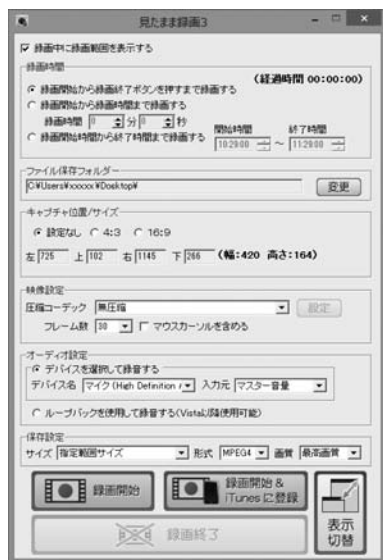 見たまま録画3
録画中に録画範囲を表示する
録画時間
(経過時間 00:00:00)
録画開始から録画終了ボタンを押すまで録画する
録画開始から録画時間まで録画する
録画時間 0 分 0 秒
録画開始時間から終了時間まで録画する
開始時間 終了時間
10:29:00 ~ 11:29:00
ファイル保存フォルダー
C:¥Users¥xxxxx¥Desktop¥ 変更
キャプチャ位置/サイズ
設定なし 4:3 16:9
左 725 上 102 右 1145 下 266 (幅:420 高さ:164)
映像設定
圧縮コーデック 無圧縮 設定
フレーム数 30 マウスカーソルを含める
オーディオ設定
デバイスを選択して録音する
デバイス名 マイク (High Definition 入力元 マスター音量
ループバックを使用して録音する(Vista以降使用可能)
保存設定
サイズ 指定範囲サイズ 形式 MPEG4 画質 最高画質
録画開始
録画開始 &
iTunes に登録
録画終了
表示
切替